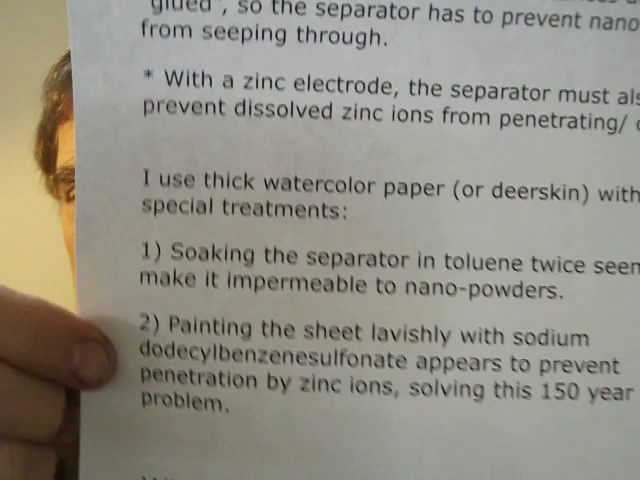 "glued", so the separator has to prevent nano
from seeping through.
* With a zinc electrode, the separator must als
prevent dissolved zinc ions from penetrating/
I use thick watercolor paper (or deerskin) with
special treatments:
1) Soaking the separator in toluene twice seem
make it impermeable to nano-powders.
2) Painting the sheet lavishly with sodium
dodecylbenzenesulfonate appears to prevent
penetration by zinc ions, solving this 150 year
problem.